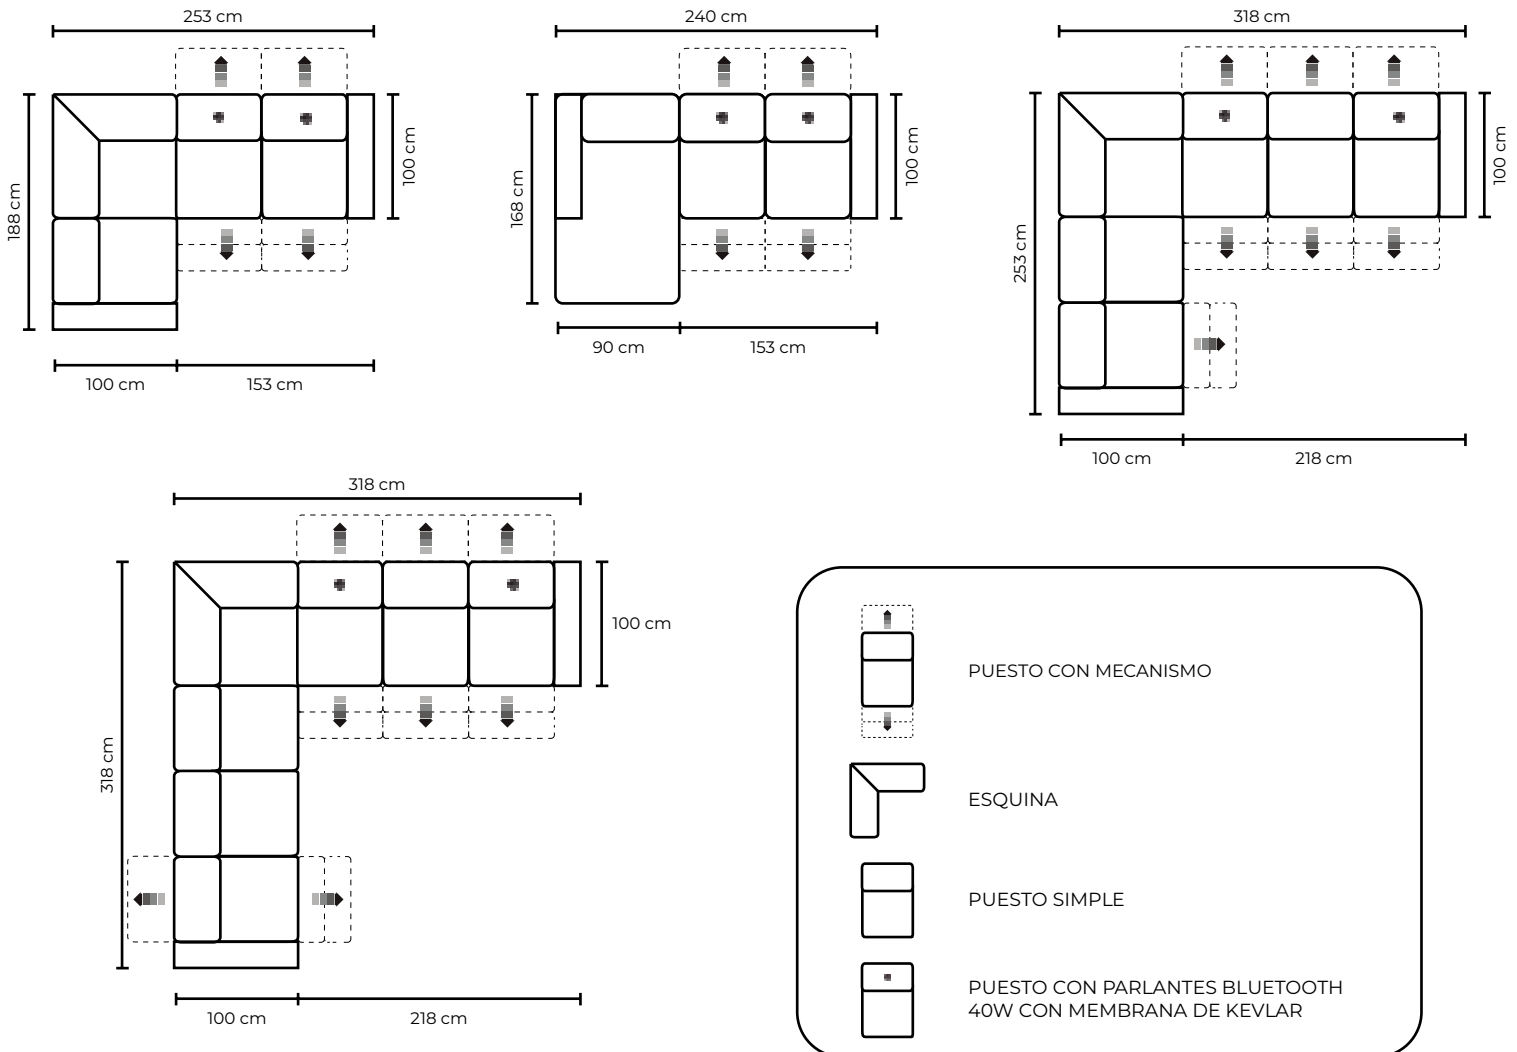 253 cm
188 cm
100 cm
100 cm
153 cm
240 cm
168 cm
100 cm
90 cm
153 cm
318 cm
253 cm
100 cm
100 cm
218 cm
318 cm
318 cm
100 cm
100 cm
218 cm
PUESTO CON MECANISMO
ESQUINA
PUESTO SIMPLE
PUESTO CON PARLANTES BLUETOOTH
40W CON MEMBRANA DE KEVLAR